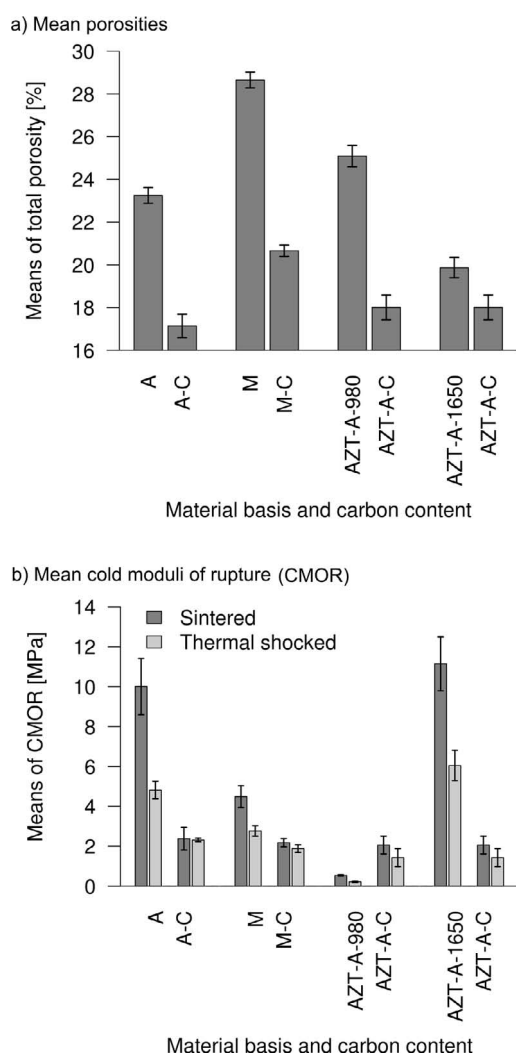 a) Mean porosities
Means of total porosity [%]
30
28
26
24
22
20
18
16
A
A-C
M
M-C
AZT-A-980
AZT-A-C
AZT-A-1650
AZT-A-C
Material basis and carbon content
b) Mean cold moduli of rupture (CMOR)
Means of CMOR [MPa]
14
12
10
8
6
4
2
0
Sintered
Thermal shocked
A
A-C
M
M-C
AZT-A-980
AZT-A-C
AZT-A-1650
AZT-A-C
Material basis and carbon content